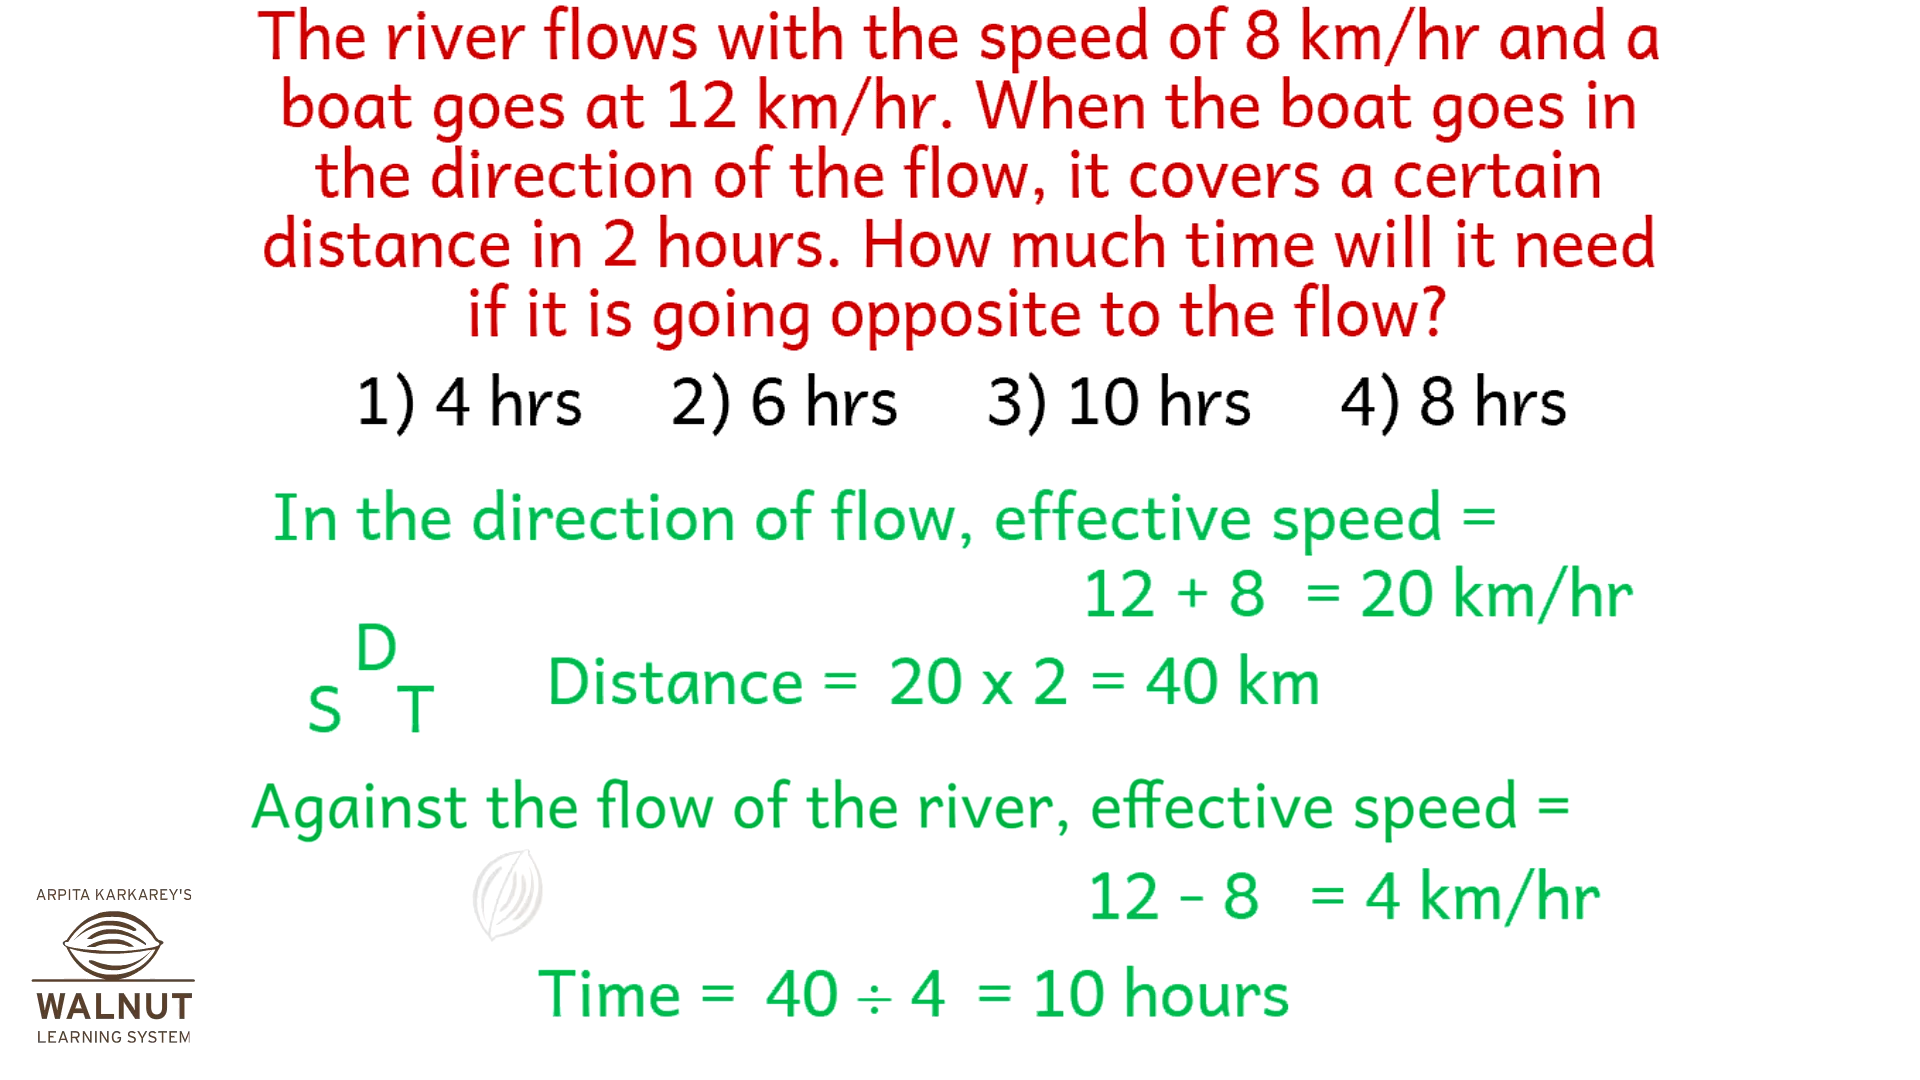 The river flows with the speed of 8 km/hr and a
boat goes at 12 km/hr. When the boat goes in
the direction of the flow, it covers a certain
distance in 2 hours. How much time will it need
if it is going opposite to the flow?
1) 4 hrs 2) 6 hrs 3) 10 hrs 4) 8 hrs
In the direction of flow, effective speed =
12 + 8 = 20 km/hr
D
S T
Distance = 20 x 2 = 40 km
Against the flow of the river, effective speed =
12 - 8 = 4 km/hr
Time = 40 ÷ 4 = 10 hours
ARPITA KARKAREY'S
WALNUT
LEARNING SYSTEM